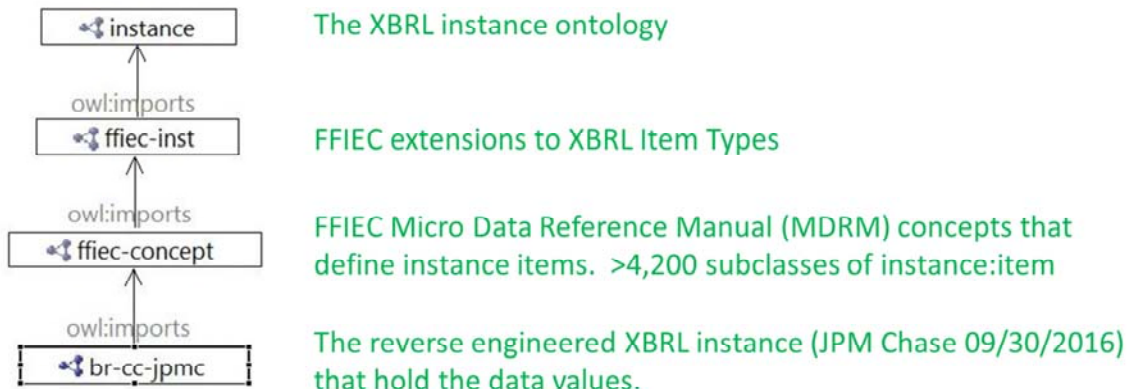 instance
The XBRL instance ontology
owl:imports
ffiec-inst
FFIEC extensions to XBRL Item Types
owl:imports
ffiec-concept
FFIEC Micro Data Reference Manual (MDRM) concepts that
define instance items. >4,200 subclasses of instance:item
owl:imports
br-cc-jpmc
The reverse engineered XBRL instance (JPM Chase 09/30/2016)
that hold the data values.